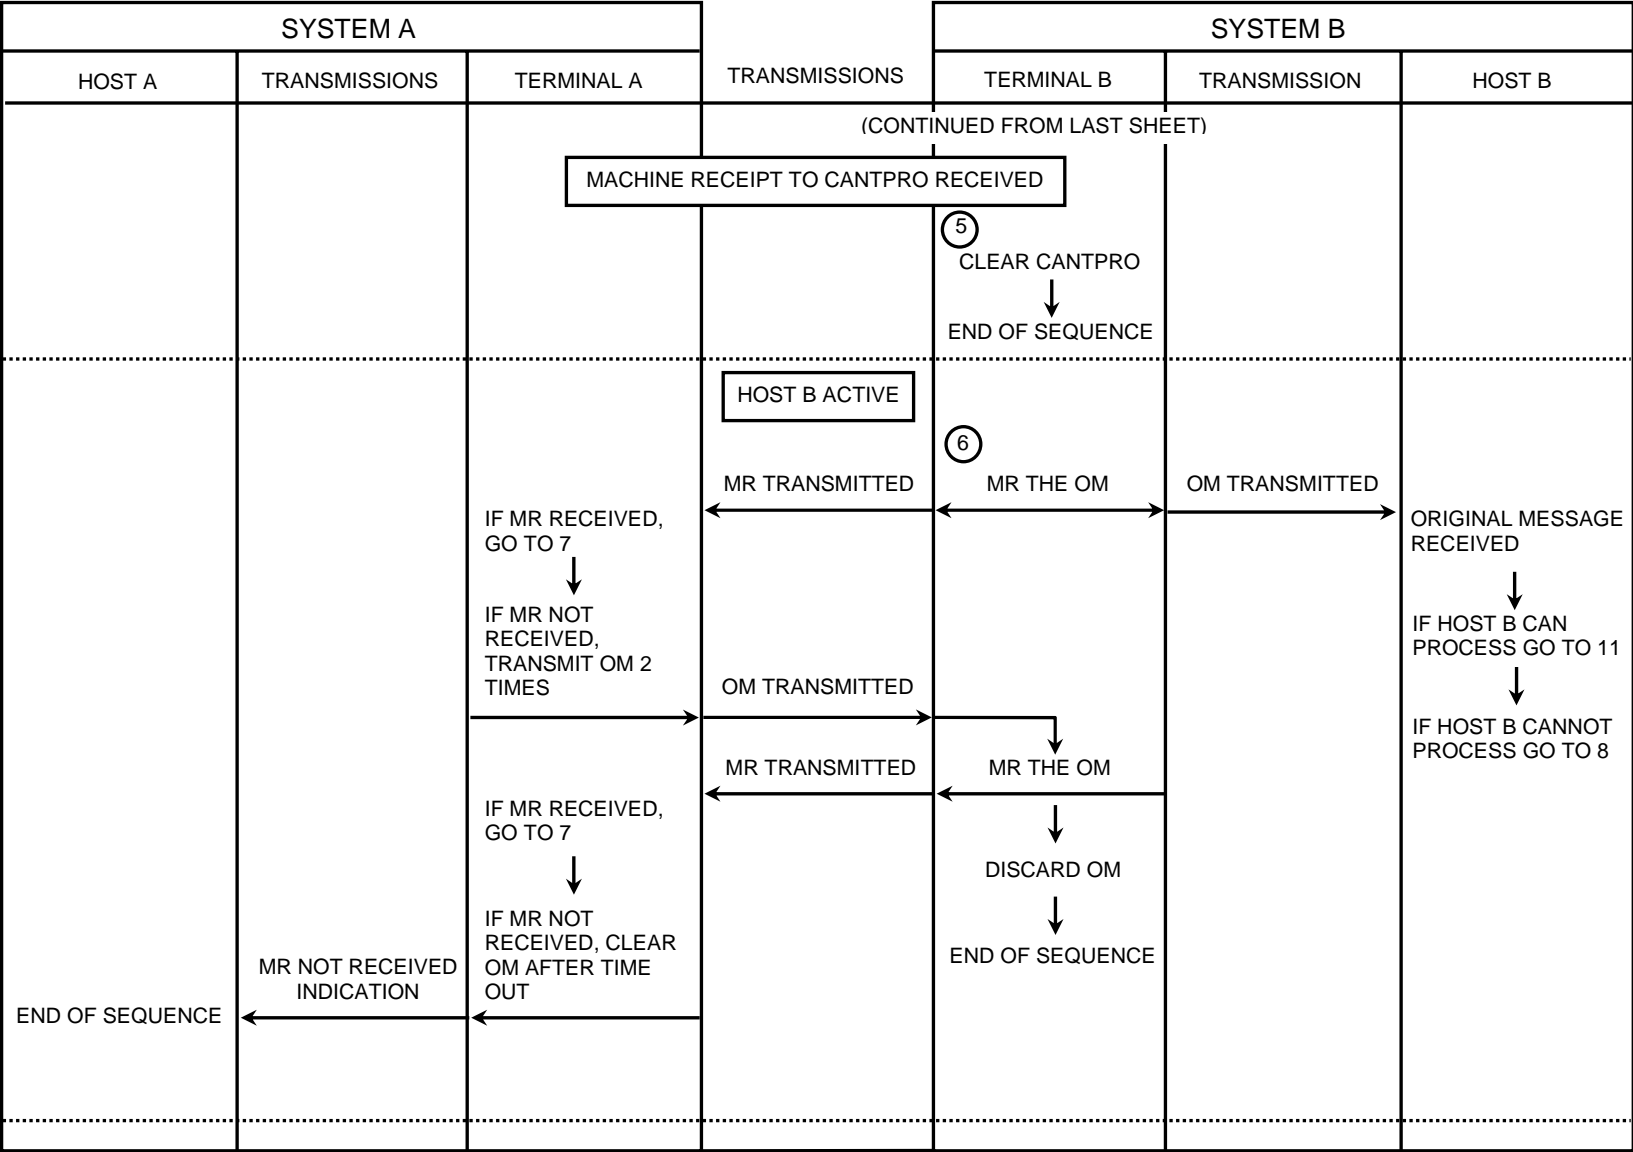 SYSTEM A
SYSTEM B
HOST A
TRANSMISSIONS
TERMINAL A
TRANSMISSIONS
TERMINAL B
TRANSMISSION
HOST B
(CONTINUED FROM LAST SHEET)
MACHINE RECEIPT TO CANTPRO RECEIVED
5
CLEAR CANTPRO
END OF SEQUENCE
HOST B ACTIVE
6
MR TRANSMITTED
MR THE OM
OM TRANSMITTED
IF MR RECEIVED,
GO TO 7
ORIGINAL MESSAGE
RECEIVED
IF MR NOT
RECEIVED,
TRANSMIT OM 2
TIMES
IF HOST B CAN
PROCESS GO TO 11
OM TRANSMITTED
IF HOST B CANNOT
PROCESS GO TO 8
MR TRANSMITTED
MR THE OM
IF MR RECEIVED,
GO TO 7
DISCARD OM
IF MR NOT
RECEIVED, CLEAR
OM AFTER TIME
OUT
END OF SEQUENCE
MR NOT RECEIVED
INDICATION
END OF SEQUENCE